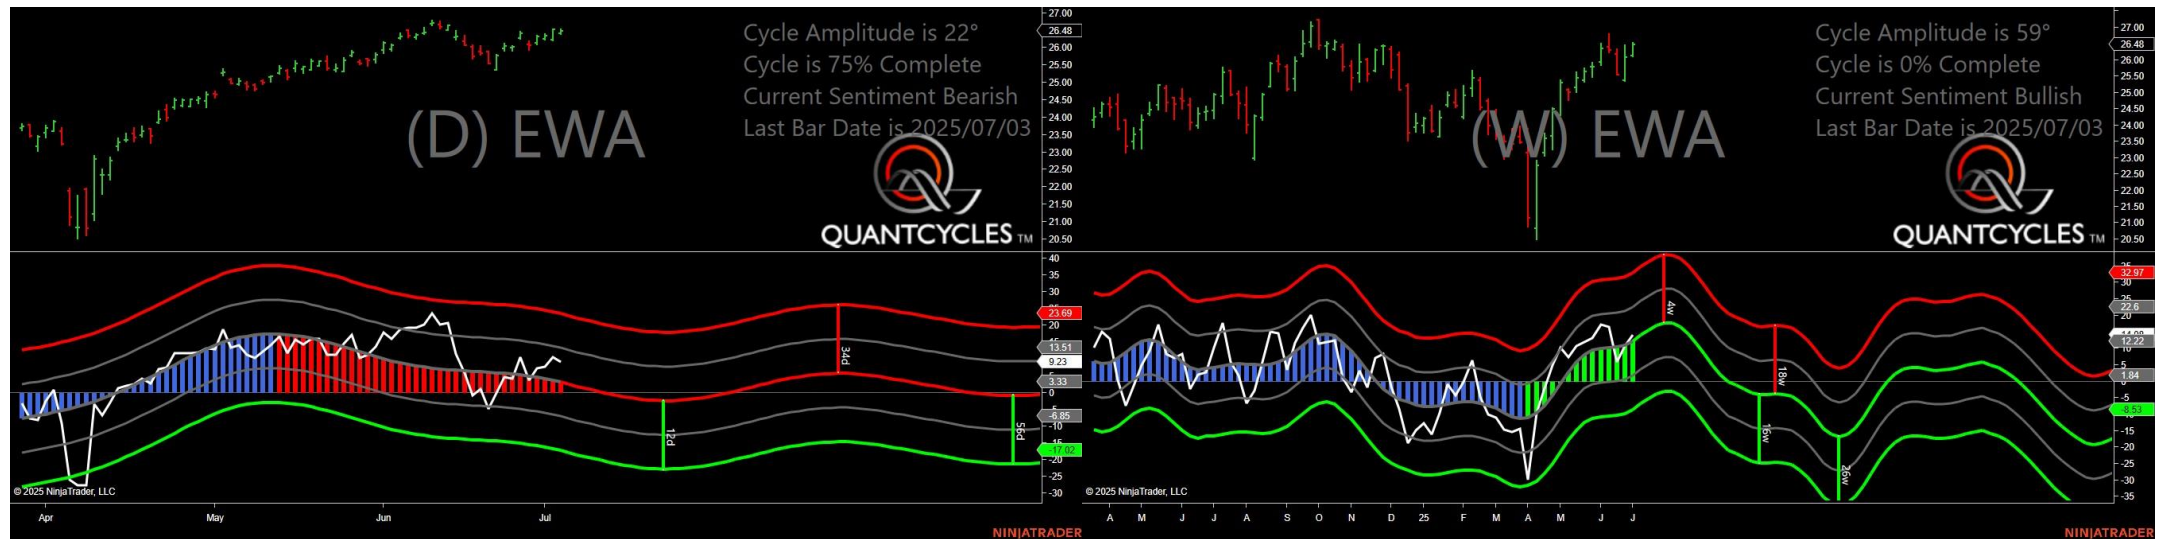 Cycle Amplitude is 22°
Cycle is 75% Complete
Current Sentiment Bearish
Last Bar Date is 2025/07/03
(D) EWA
QUANTCYCLES TM
27.00
26.48
26.00
25.50
25.00
24.50
24.00
23.50
23.00
22.50
22.00
21.50
21.00
20.50
40
35
30
23.69
20
13.51
9.23
3.33
0
-6.85
-10
-17.02
-20
-25
-30
34d
12d
56d
© 2025 NinjaTrader, LLC
Apr
May
Jun
Jul
NINJATRADER
Cycle Amplitude is 59°
Cycle is 0% Complete
Current Sentiment Bullish
Last Bar Date is 2025/07/03
(W) EWA
QUANTCYCLES TM
27.00
26.48
26.00
25.50
25.00
24.50
24.00
23.50
23.00
22.50
22.00
21.50
21.00
20.50
32.97
22.6
20
12.22
1.84
-5
-8.53
-15
-20
-25
-30
-35
4w
18w
16w
26w
© 2025 NinjaTrader, LLC
A
M
J
J
A
S
O
N
D
25
F
M
A
M
J
J
NINJATRADER